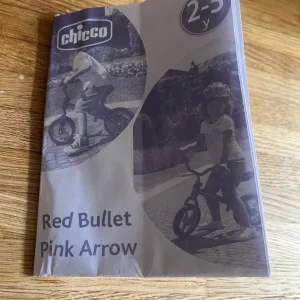 chicco
2-5
y
Red Bullet
Pink Arrow